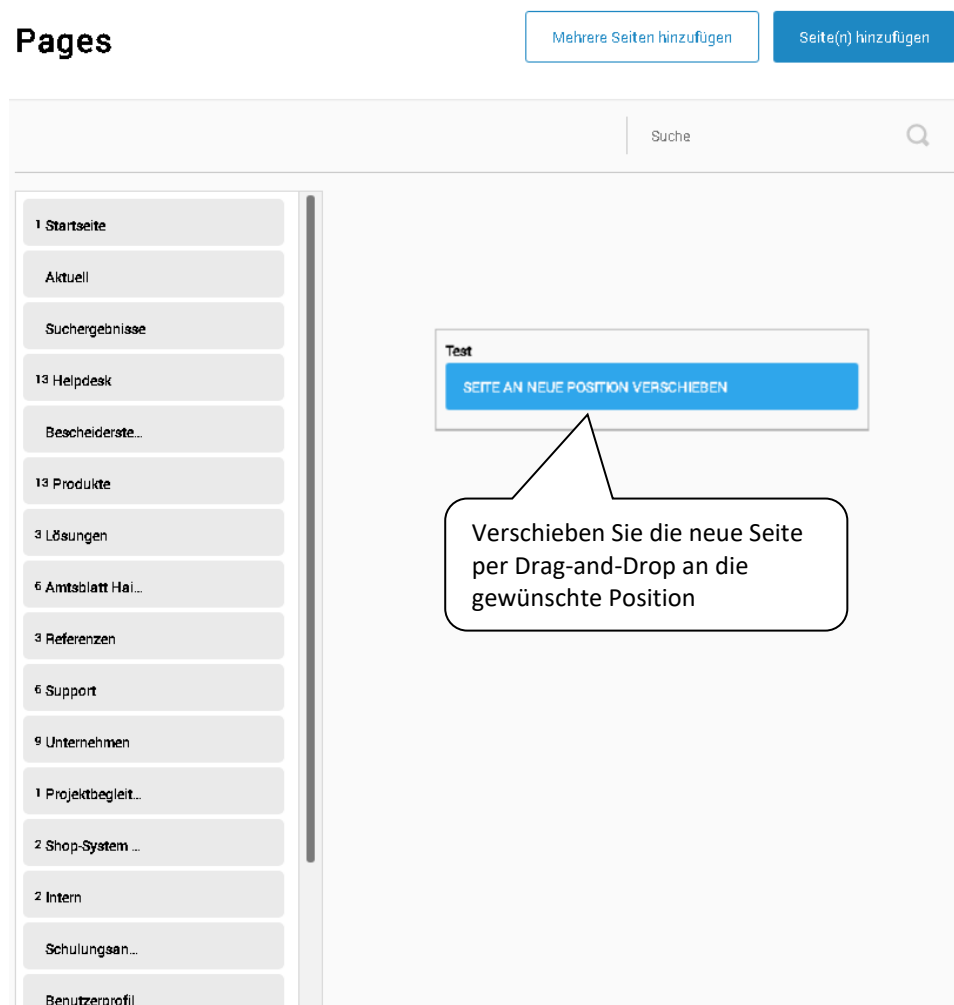 Pages
Mehrere Seiten hinzufügen
Seite(n) hinzufügen
Suche
1 Startseite
Aktuell
Suchergebnisse
13 Helpdesk
Bescheiderste...
13 Produkte
3 Lösungen
6 Amtsblatt Hai...
3 Referenzen
6 Support
9 Unternehmen
1 Projektbegleit...
2 Shop-System ...
2 Intern
Schulungsan...
Benutzerprofil
Test
SEITE AN NEUE POSITION VERSCHIEBEN
Verschieben Sie die neue Seite
per Drag-and-Drop an die
gewünschte Position